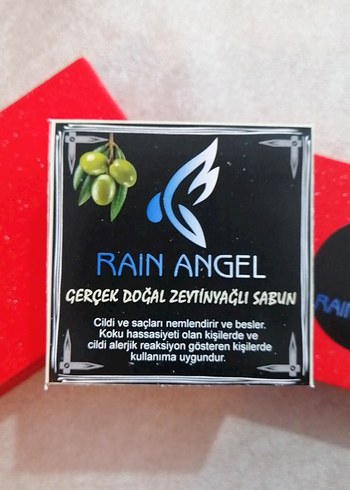 RAIN ANGEL
GERÇEK DOĞAL ZEYTİNYAĞLI SABUN
Cildi ve saçları nemlendirir ve besler.
Koku hassasiyeti olan kişilerde ve
cildi alerjik reaksiyon gösteren kişilerde
kullanıma uygundur.
RAIN